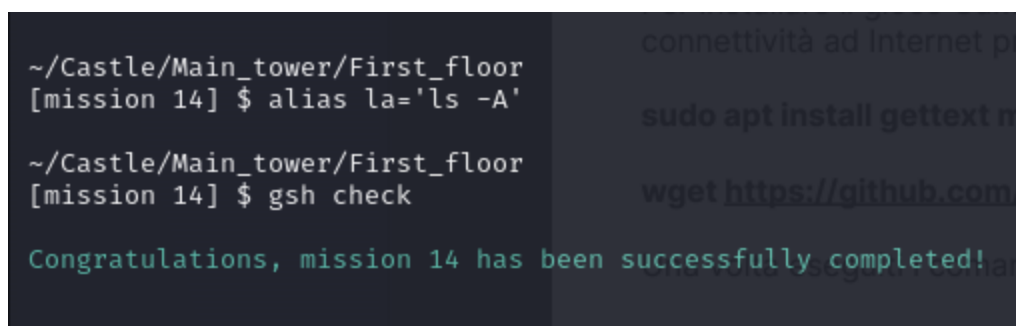 ~/Castle/Main_tower/First_floor
connettività ad Internet
[mission 14] $ alias la='ls -A'
sudo apt install gettext
~/Castle/Main_tower/First_floor
[mission 14] $ gsh check
wget https://github.com/
Congratulations, mission 14 has been successfully completed!